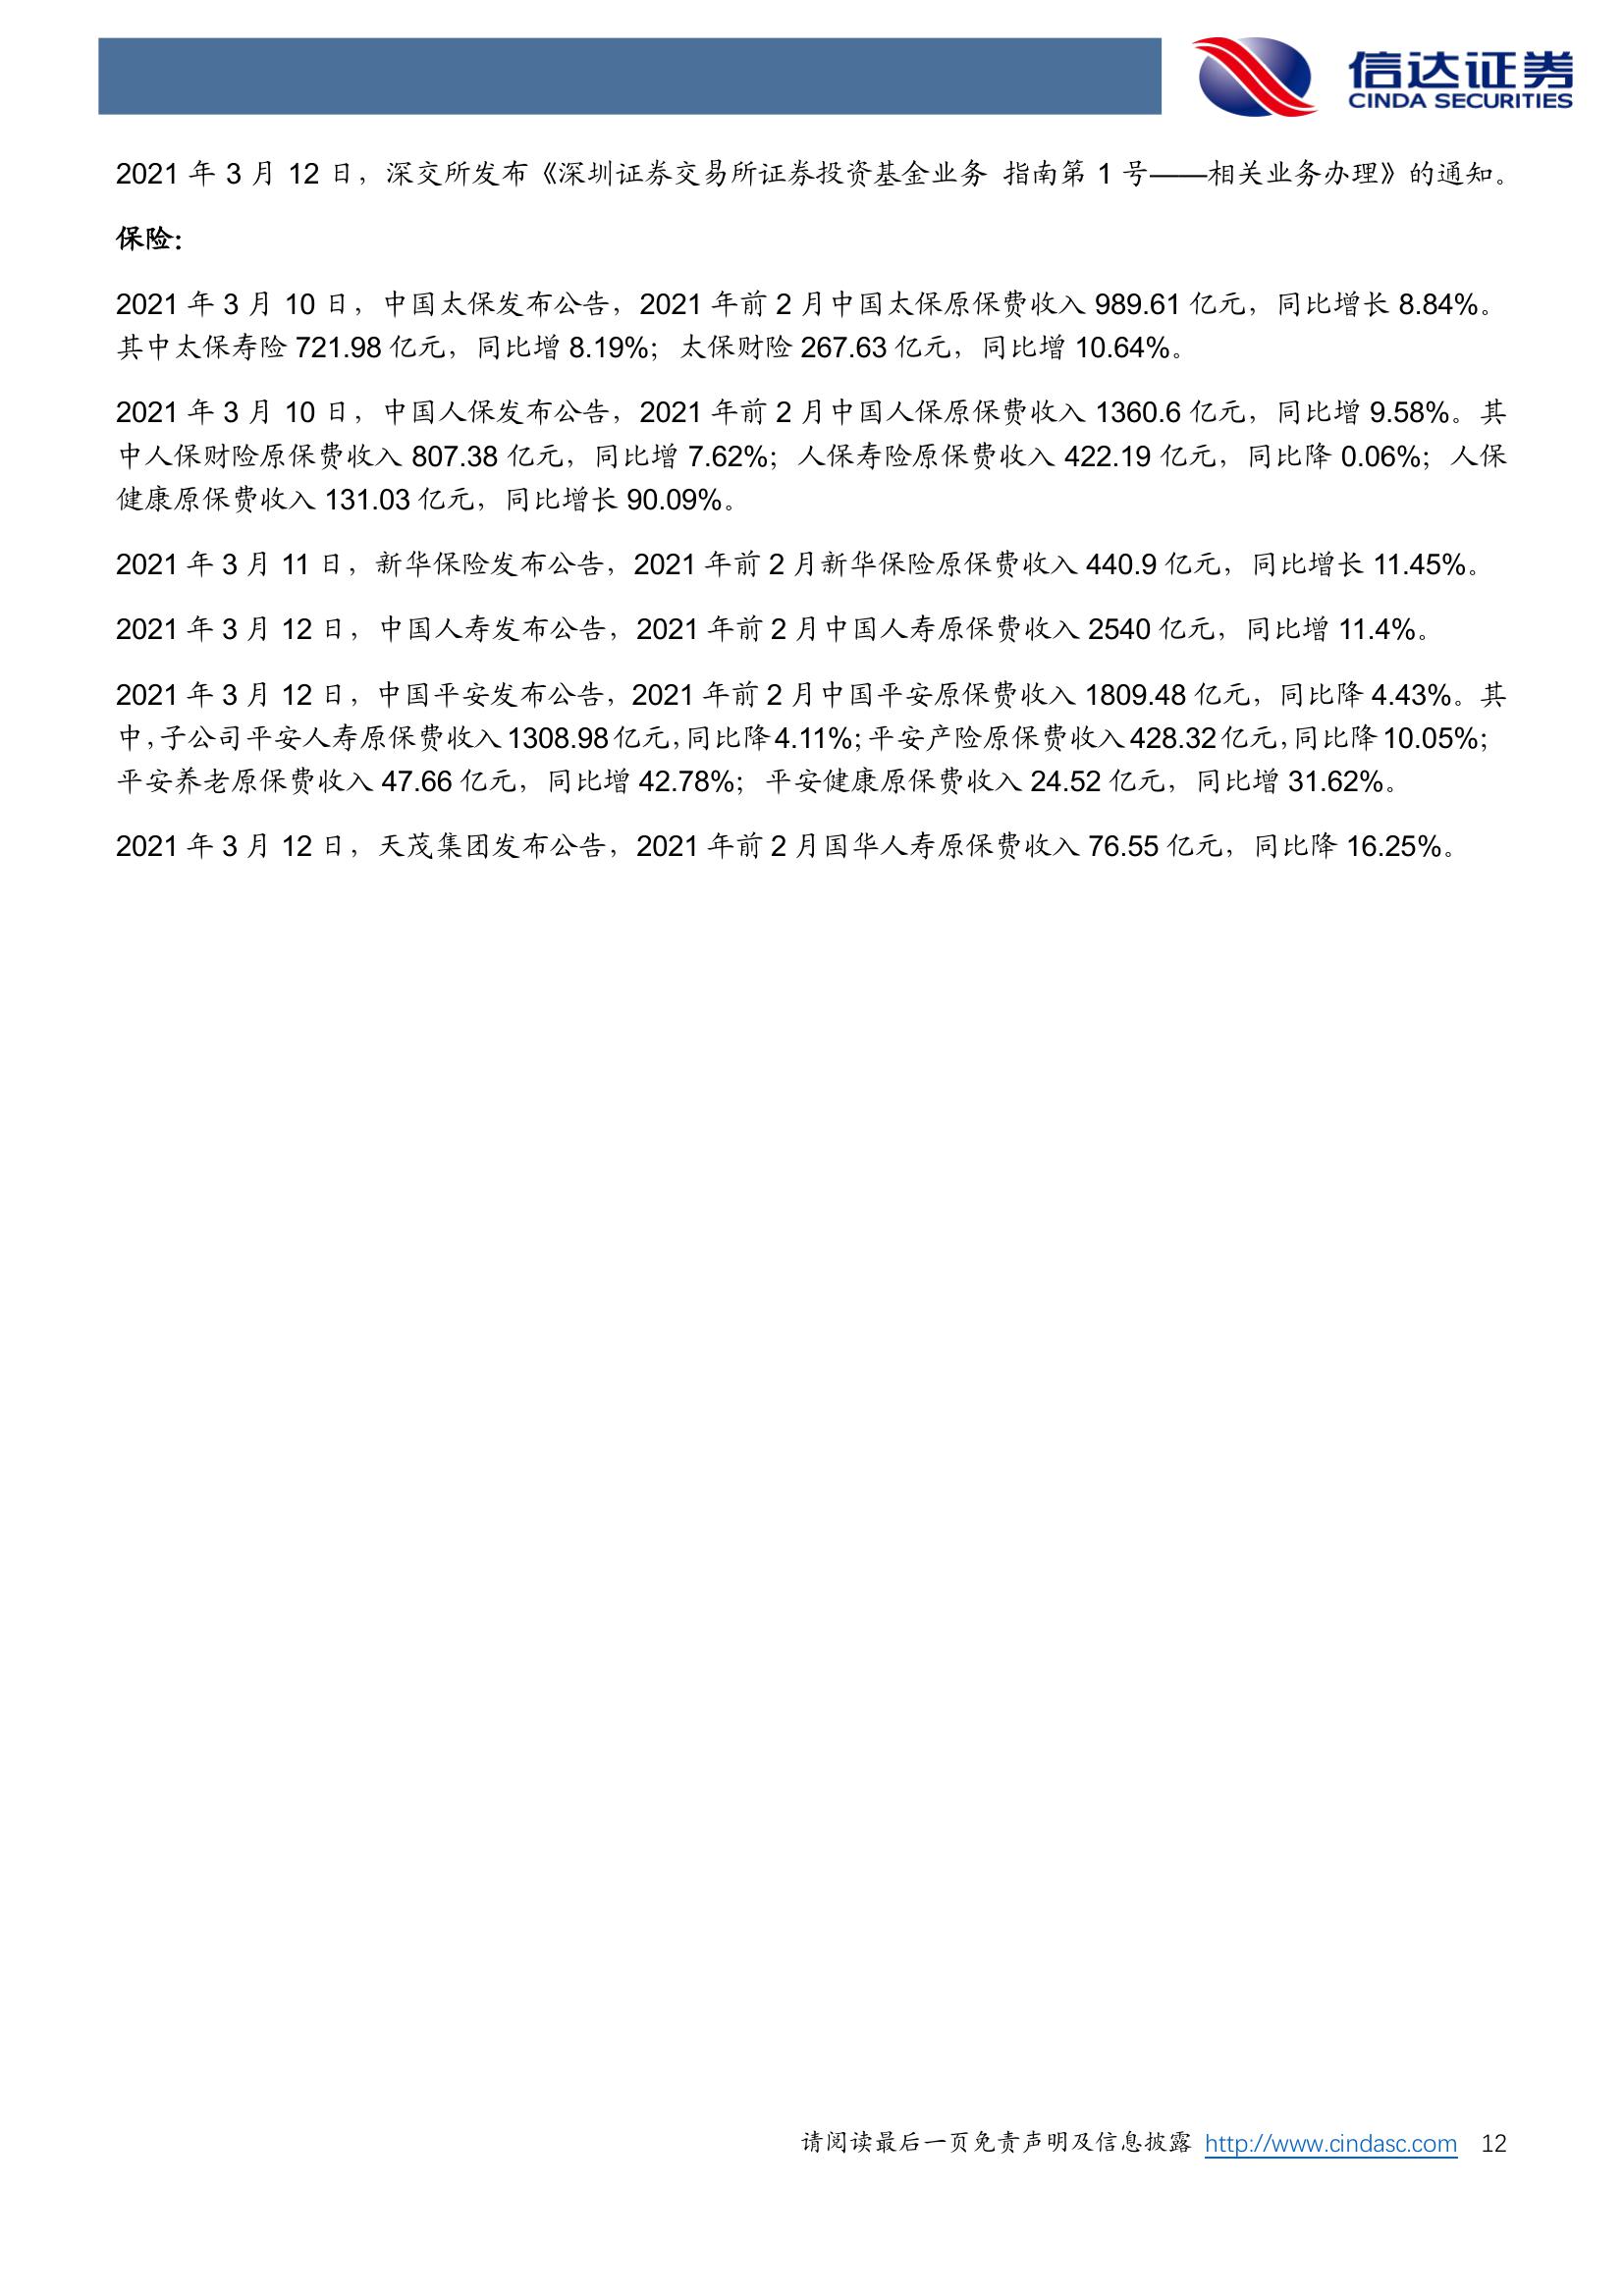 信达证券
CINDA SECURITIES
2021 年 3 月 12 日，深交所发布《深圳证券交易所证券投资基金业务 指南第 1 号——相关业务办理》的通知。
保险：
2021 年 3 月 10 日，中国太保发布公告，2021 年前 2 月中国太保原保费收入 989.61 亿元，同比增长 8.84%。
其中太保寿险 721.98 亿元，同比增 8.19%；太保财险 267.63 亿元，同比增 10.64%。
2021 年 3 月 10 日，中国人保发布公告，2021 年前 2 月中国人保原保费收入 1360.6 亿元，同比增 9.58%。其
中人保财险原保费收入 807.38 亿元，同比增 7.62%；人保寿险原保费收入 422.19 亿元，同比降 0.06%；人保
健康原保费收入 131.03 亿元，同比增长 90.09%。
2021 年 3 月 11 日，新华保险发布公告，2021 年前 2 月新华保险原保费收入 440.9 亿元，同比增长 11.45%。
2021 年 3 月 12 日，中国人寿发布公告，2021 年前 2 月中国人寿原保费收入 2540 亿元，同比增 11.4%。
2021 年 3 月 12 日，中国平安发布公告，2021 年前 2 月中国平安原保费收入 1809.48 亿元，同比降 4.43%。其
中，子公司平安人寿原保费收入 1308.98 亿元，同比降 4.11%；平安产险原保费收入 428.32 亿元，同比降 10.05%；
平安养老原保费收入 47.66 亿元，同比增 42.78%；平安健康原保费收入 24.52 亿元，同比增 31.62%。
2021 年 3 月 12 日，天茂集团发布公告，2021 年前 2 月国华人寿原保费收入 76.55 亿元，同比降 16.25%。
请阅读最后一页免责声明及信息披露 http://www.cindasc.com 12